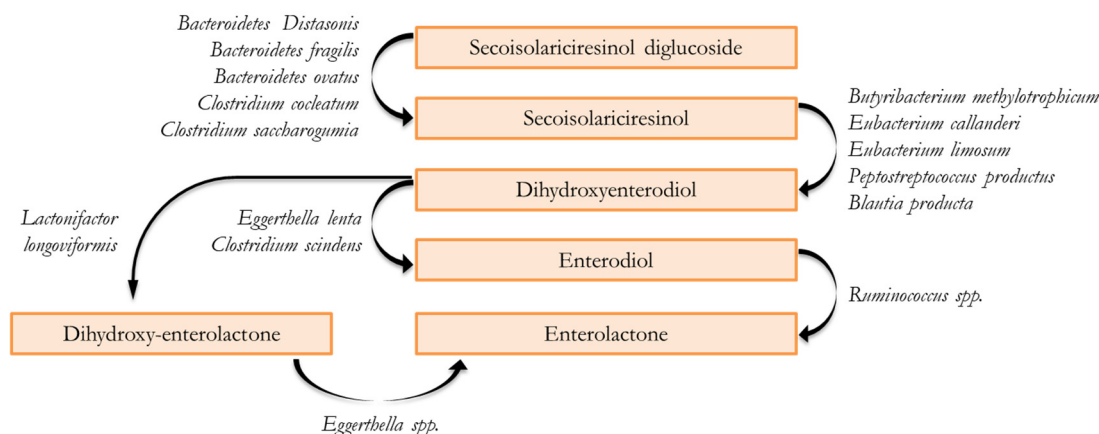 Bacteroidetes Distasonis
Bacteroidetes fragilis
Bacteroidetes ovatus
Clostridium cocleatum
Clostridium saccharogumia
Secoisolariciresinol diglucoside
Secoisolariciresinol
Butyribacterium methylotrophicum
Eubacterium callanderi
Eubacterium limosum
Peptostreptococcus productus
Blautia producta
Dihydroxyenterodiol
Lactonifactor
longoviformis
Eggerthella lenta
Clostridium scindens
Enterodiol
Ruminococcus spp.
Dihydroxy-enterolactone
Enterolactone
Eggerthella spp.